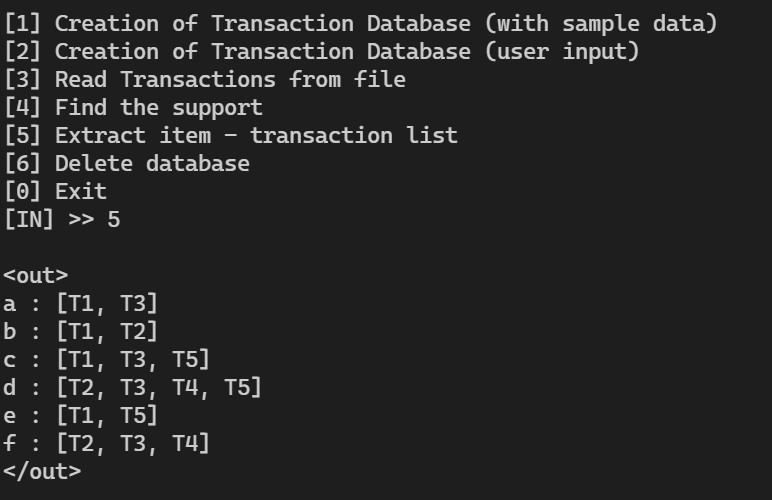 [1] Creation of Transaction Database (with sample data)
[2] Creation of Transaction Database (user input)
[3] Read Transactions from file
[4] Find the support
[5] Extract item - transaction list
[6] Delete database
[0] Exit
[IN] >> 5
<out>
a : [T1, T3]
b : [T1, T2]
c : [T1, T3, T5]
d : [T2, T3, T4, T5]
e : [T1, T5]
f : [T2, T3, T4]
</out>